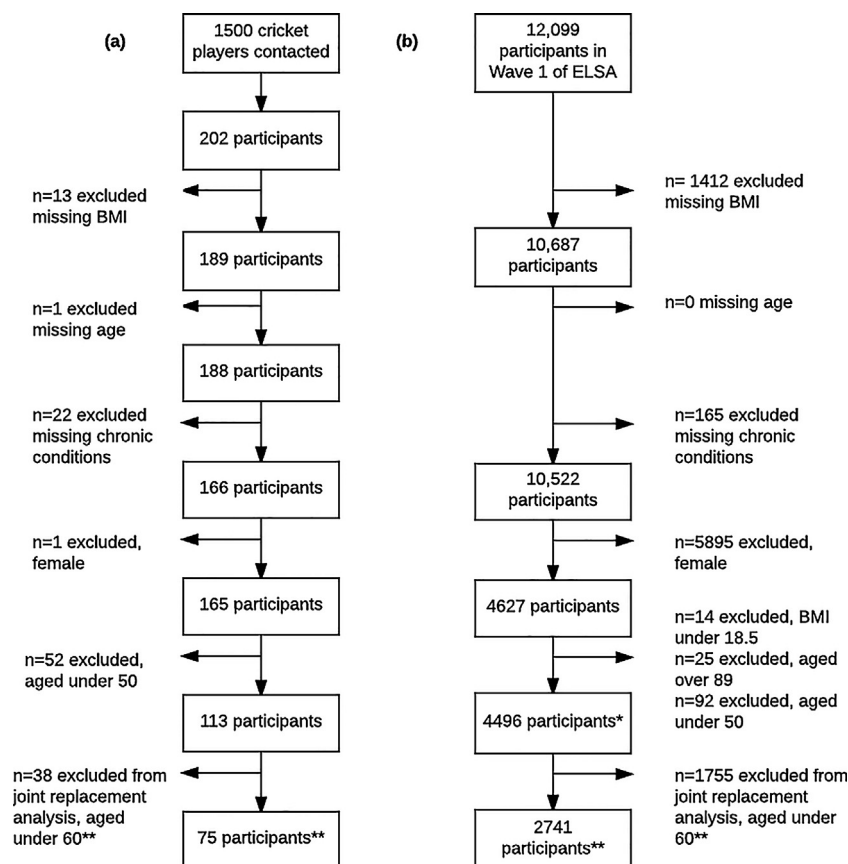 (a)
1500 cricket
players contacted
202 participants
n=13 excluded
missing BMI
189 participants
n=1 excluded
missing age
188 participants
n=22 excluded
missing chronic
conditions
166 participants
n=1 excluded,
female
165 participants
n=52 excluded,
aged under 50
113 participants
n=38 excluded from
joint replacement
analysis, aged
under 60**
75 participants**
(b)
12,099
participants in
Wave 1 of ELSA
n= 1412 excluded
missing BMI
10,687
participants
n=0 missing age
n=165 excluded
missing chronic
conditions
10,522
participants
n=5895 excluded,
female
4627 participants
n=14 excluded, BMI
under 18.5
n=25 excluded, aged
over 89
n=92 excluded, aged
under 50
4496 participants*
n=1755 excluded from
joint replacement
analysis, aged under
60**
2741
participants**